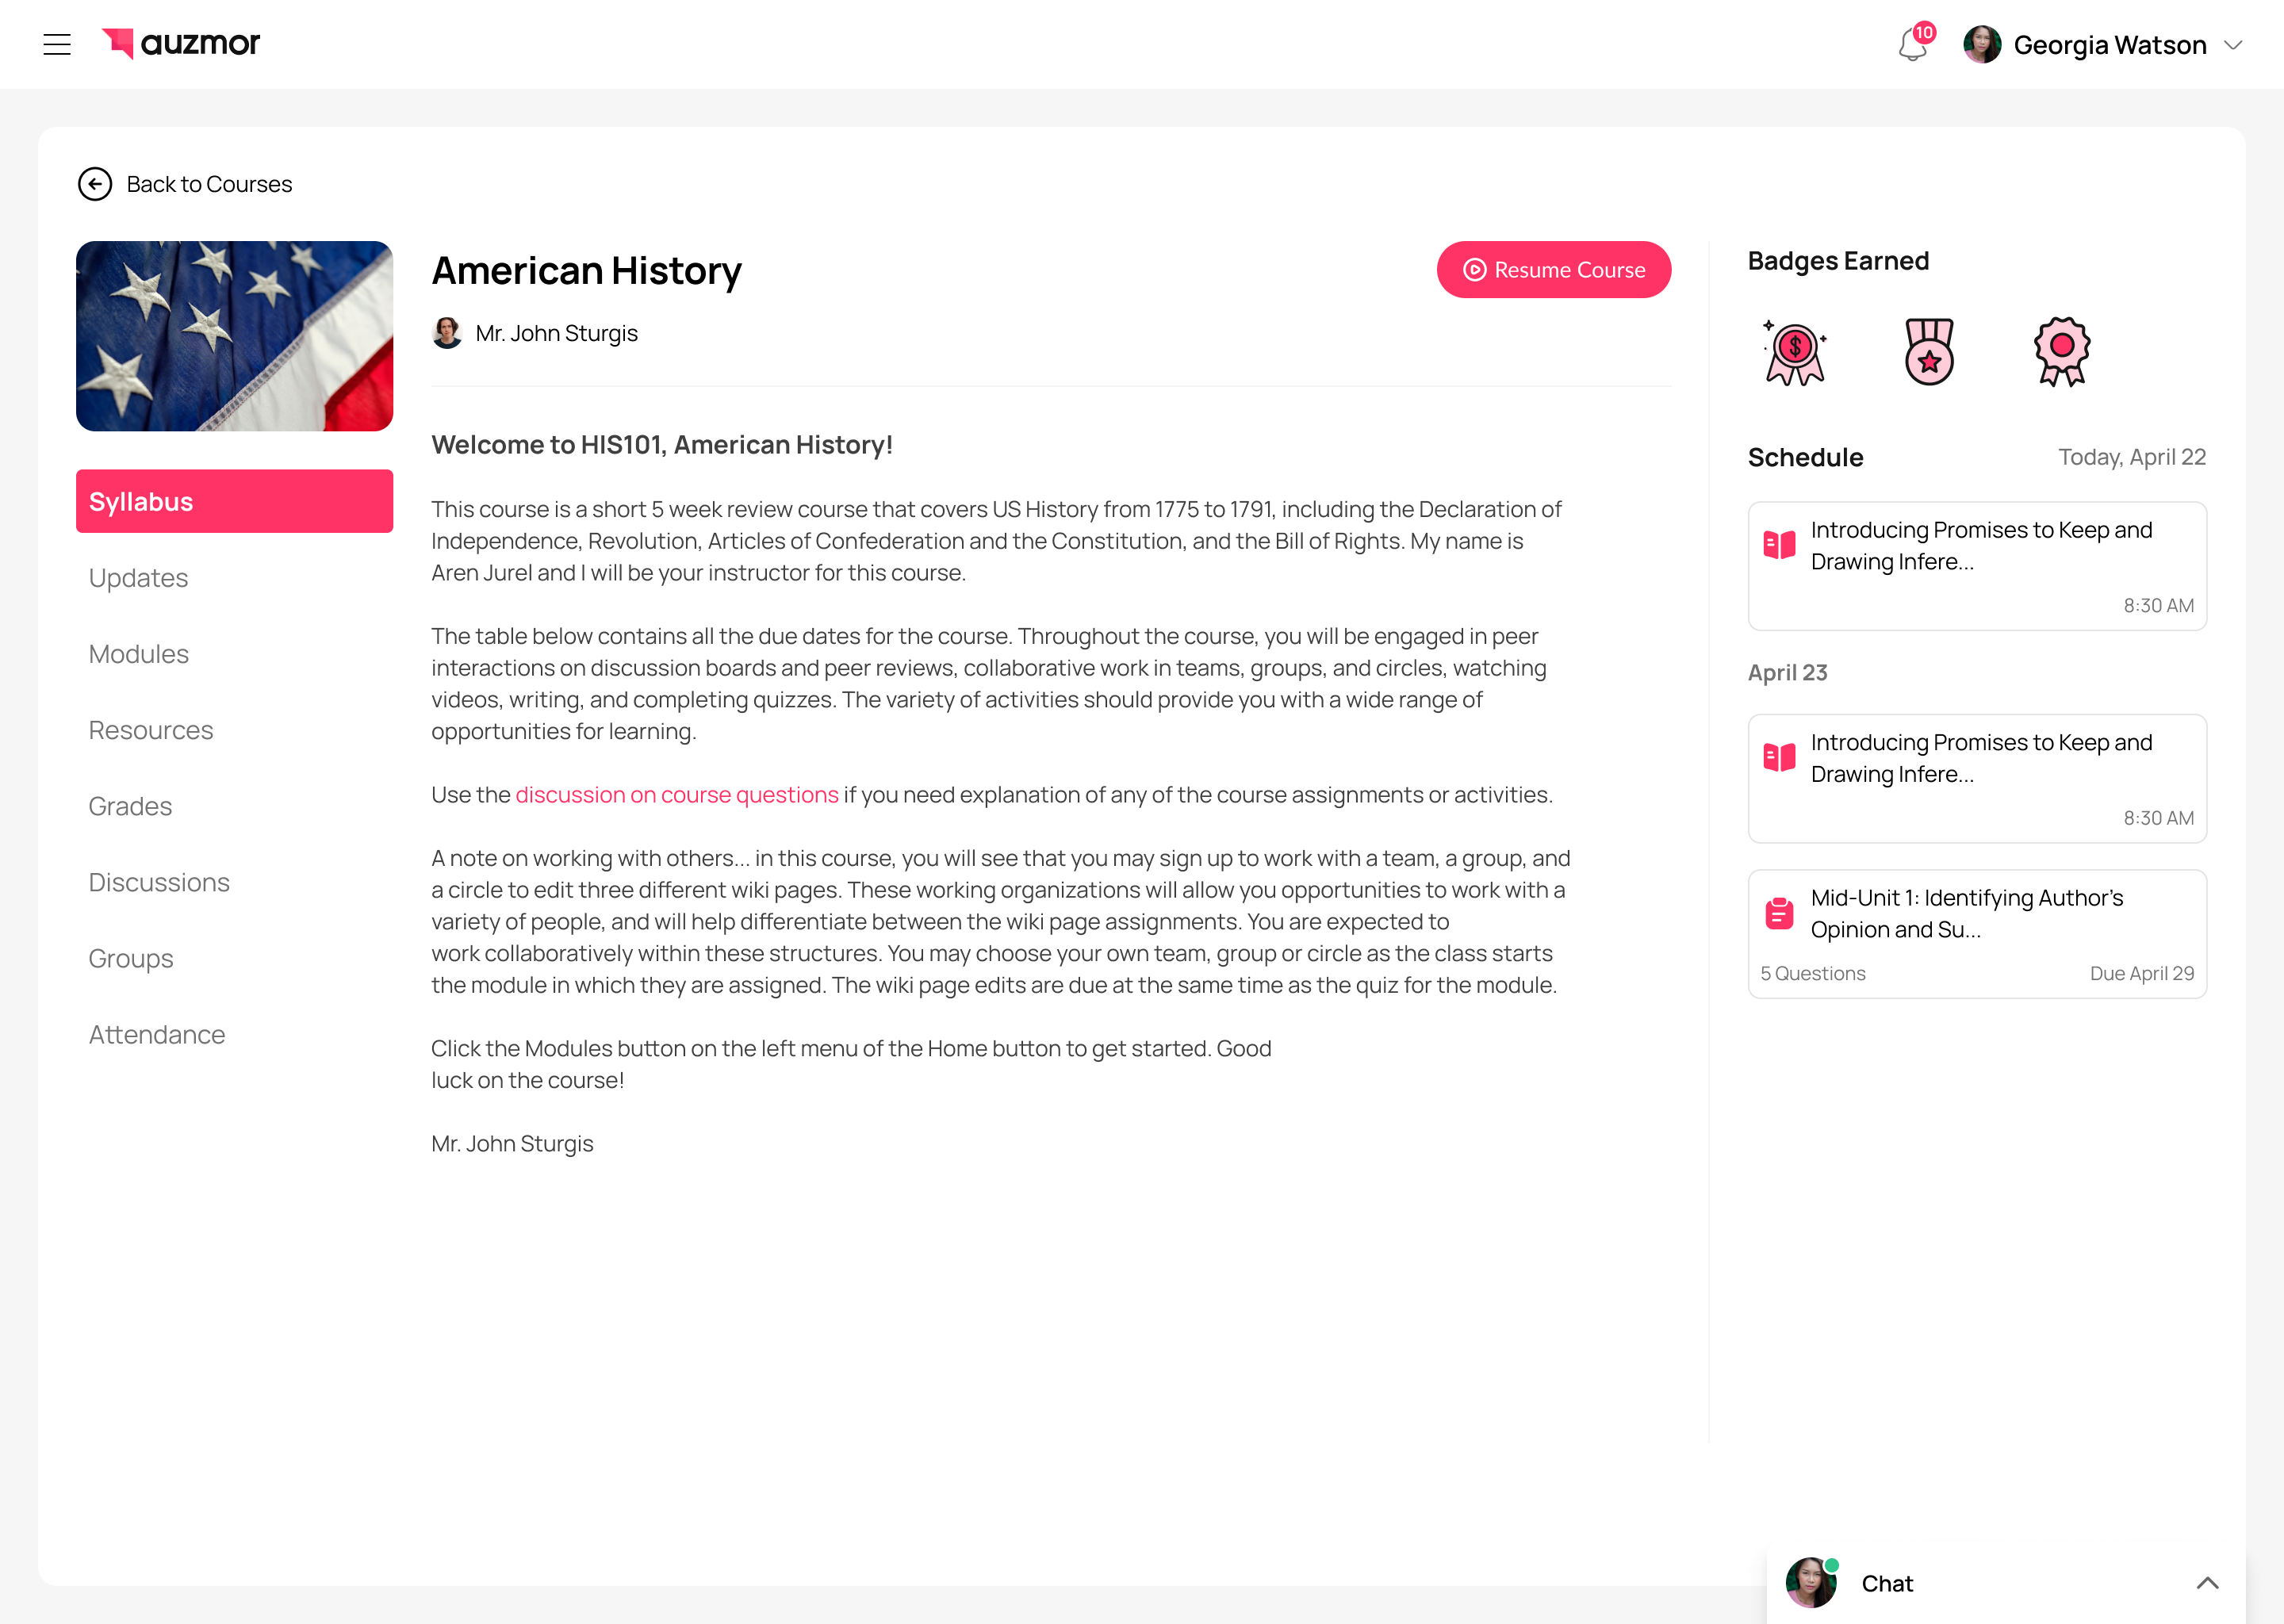 auzmor
10
Georgia Watson
Back to Courses
American History
Resume Course
Mr. John Sturgis
Syllabus
Updates
Modules
Resources
Grades
Discussions
Groups
Attendance
Welcome to HIS101, American History!
This course is a short 5 week review course that covers US History from 1775 to 1791, including the Declaration of
Independence, Revolution, Articles of Confederation and the Constitution, and the Bill of Rights. My name is
Aren Jurel and I will be your instructor for this course.
The table below contains all the due dates for the course. Throughout the course, you will be engaged in peer
interactions on discussion boards and peer reviews, collaborative work in teams, groups, and circles, watching
videos, writing, and completing quizzes. The variety of activities should provide you with a wide range of
opportunities for learning.
Use the discussion on course questions if you need explanation of any of the course assignments or activities.
A note on working with others... in this course, you will see that you may sign up to work with a team, a group, and
a circle to edit three different wiki pages. These working organizations will allow you opportunities to work with a
variety of people, and will help differentiate between the wiki page assignments. You are expected to
work collaboratively within these structures. You may choose your own team, group or circle as the class starts
the module in which they are assigned. The wiki page edits are due at the same time as the quiz for the module.
Click the Modules button on the left menu of the Home button to get started. Good
luck on the course!
Mr. John Sturgis
Badges Earned
$
Schedule
Today, April 22
Introducing Promises to Keep and
Drawing Infere...
8:30 AM
April 23
Introducing Promises to Keep and
Drawing Infere...
8:30 AM
Mid-Unit 1: Identifying Author's
Opinion and Su...
5 Questions
Due April 29
Chat